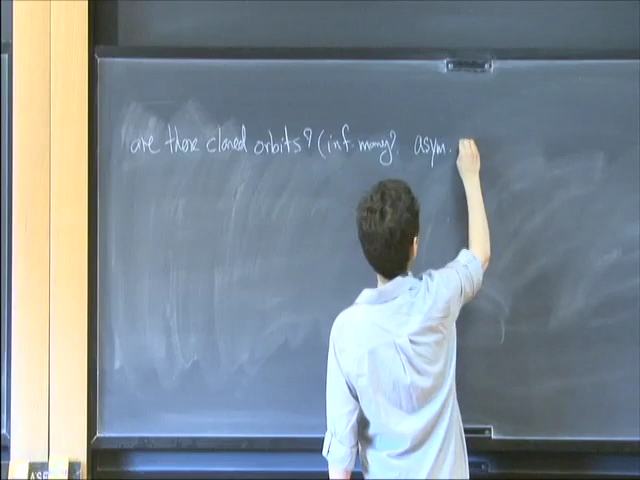 are there closed orbits? (inf. many? asym.